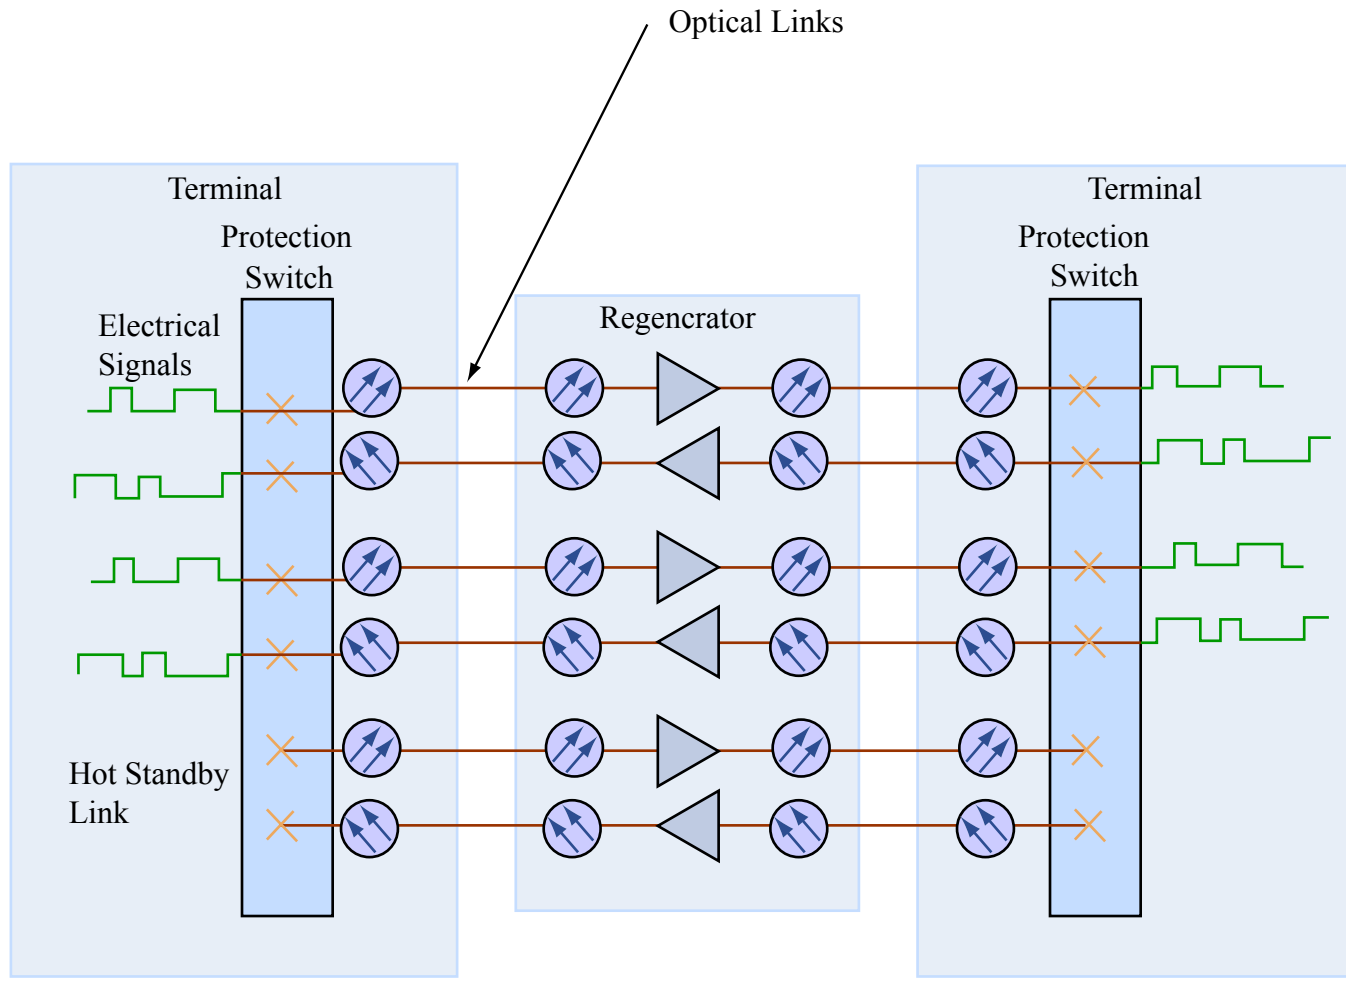 Optical Links
Terminal
Protection
Switch
Electrical
Signals
Hot Standby
Link
Regencrator
Terminal
Protection
Switch